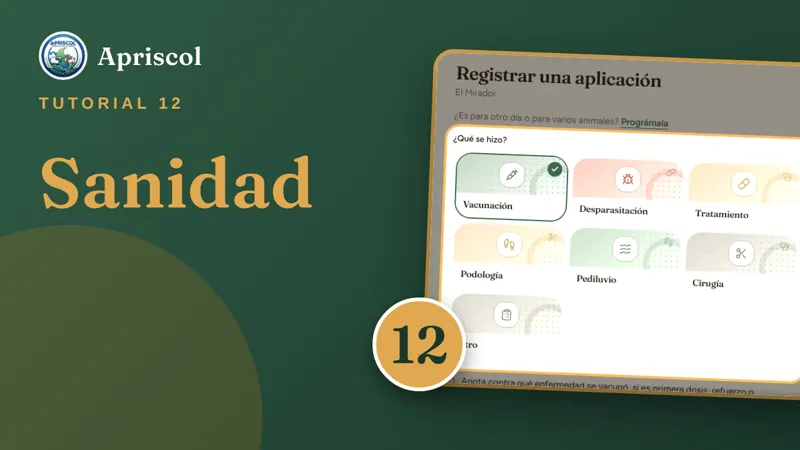 APRISCOL
Apriscol
TUTORIAL 12
Sanidad
Registrar una aplicación
El Mirador
¿Es para otro día o para varios animales? Prográmala
¿Qué se hizo?
Vacunación
Desparasitación
Tratamiento
Podología
Pediluvio
Cirugía
tro
12
Anota contra qué enfermedad se vacunó, si es primera dosis, refuerzo o